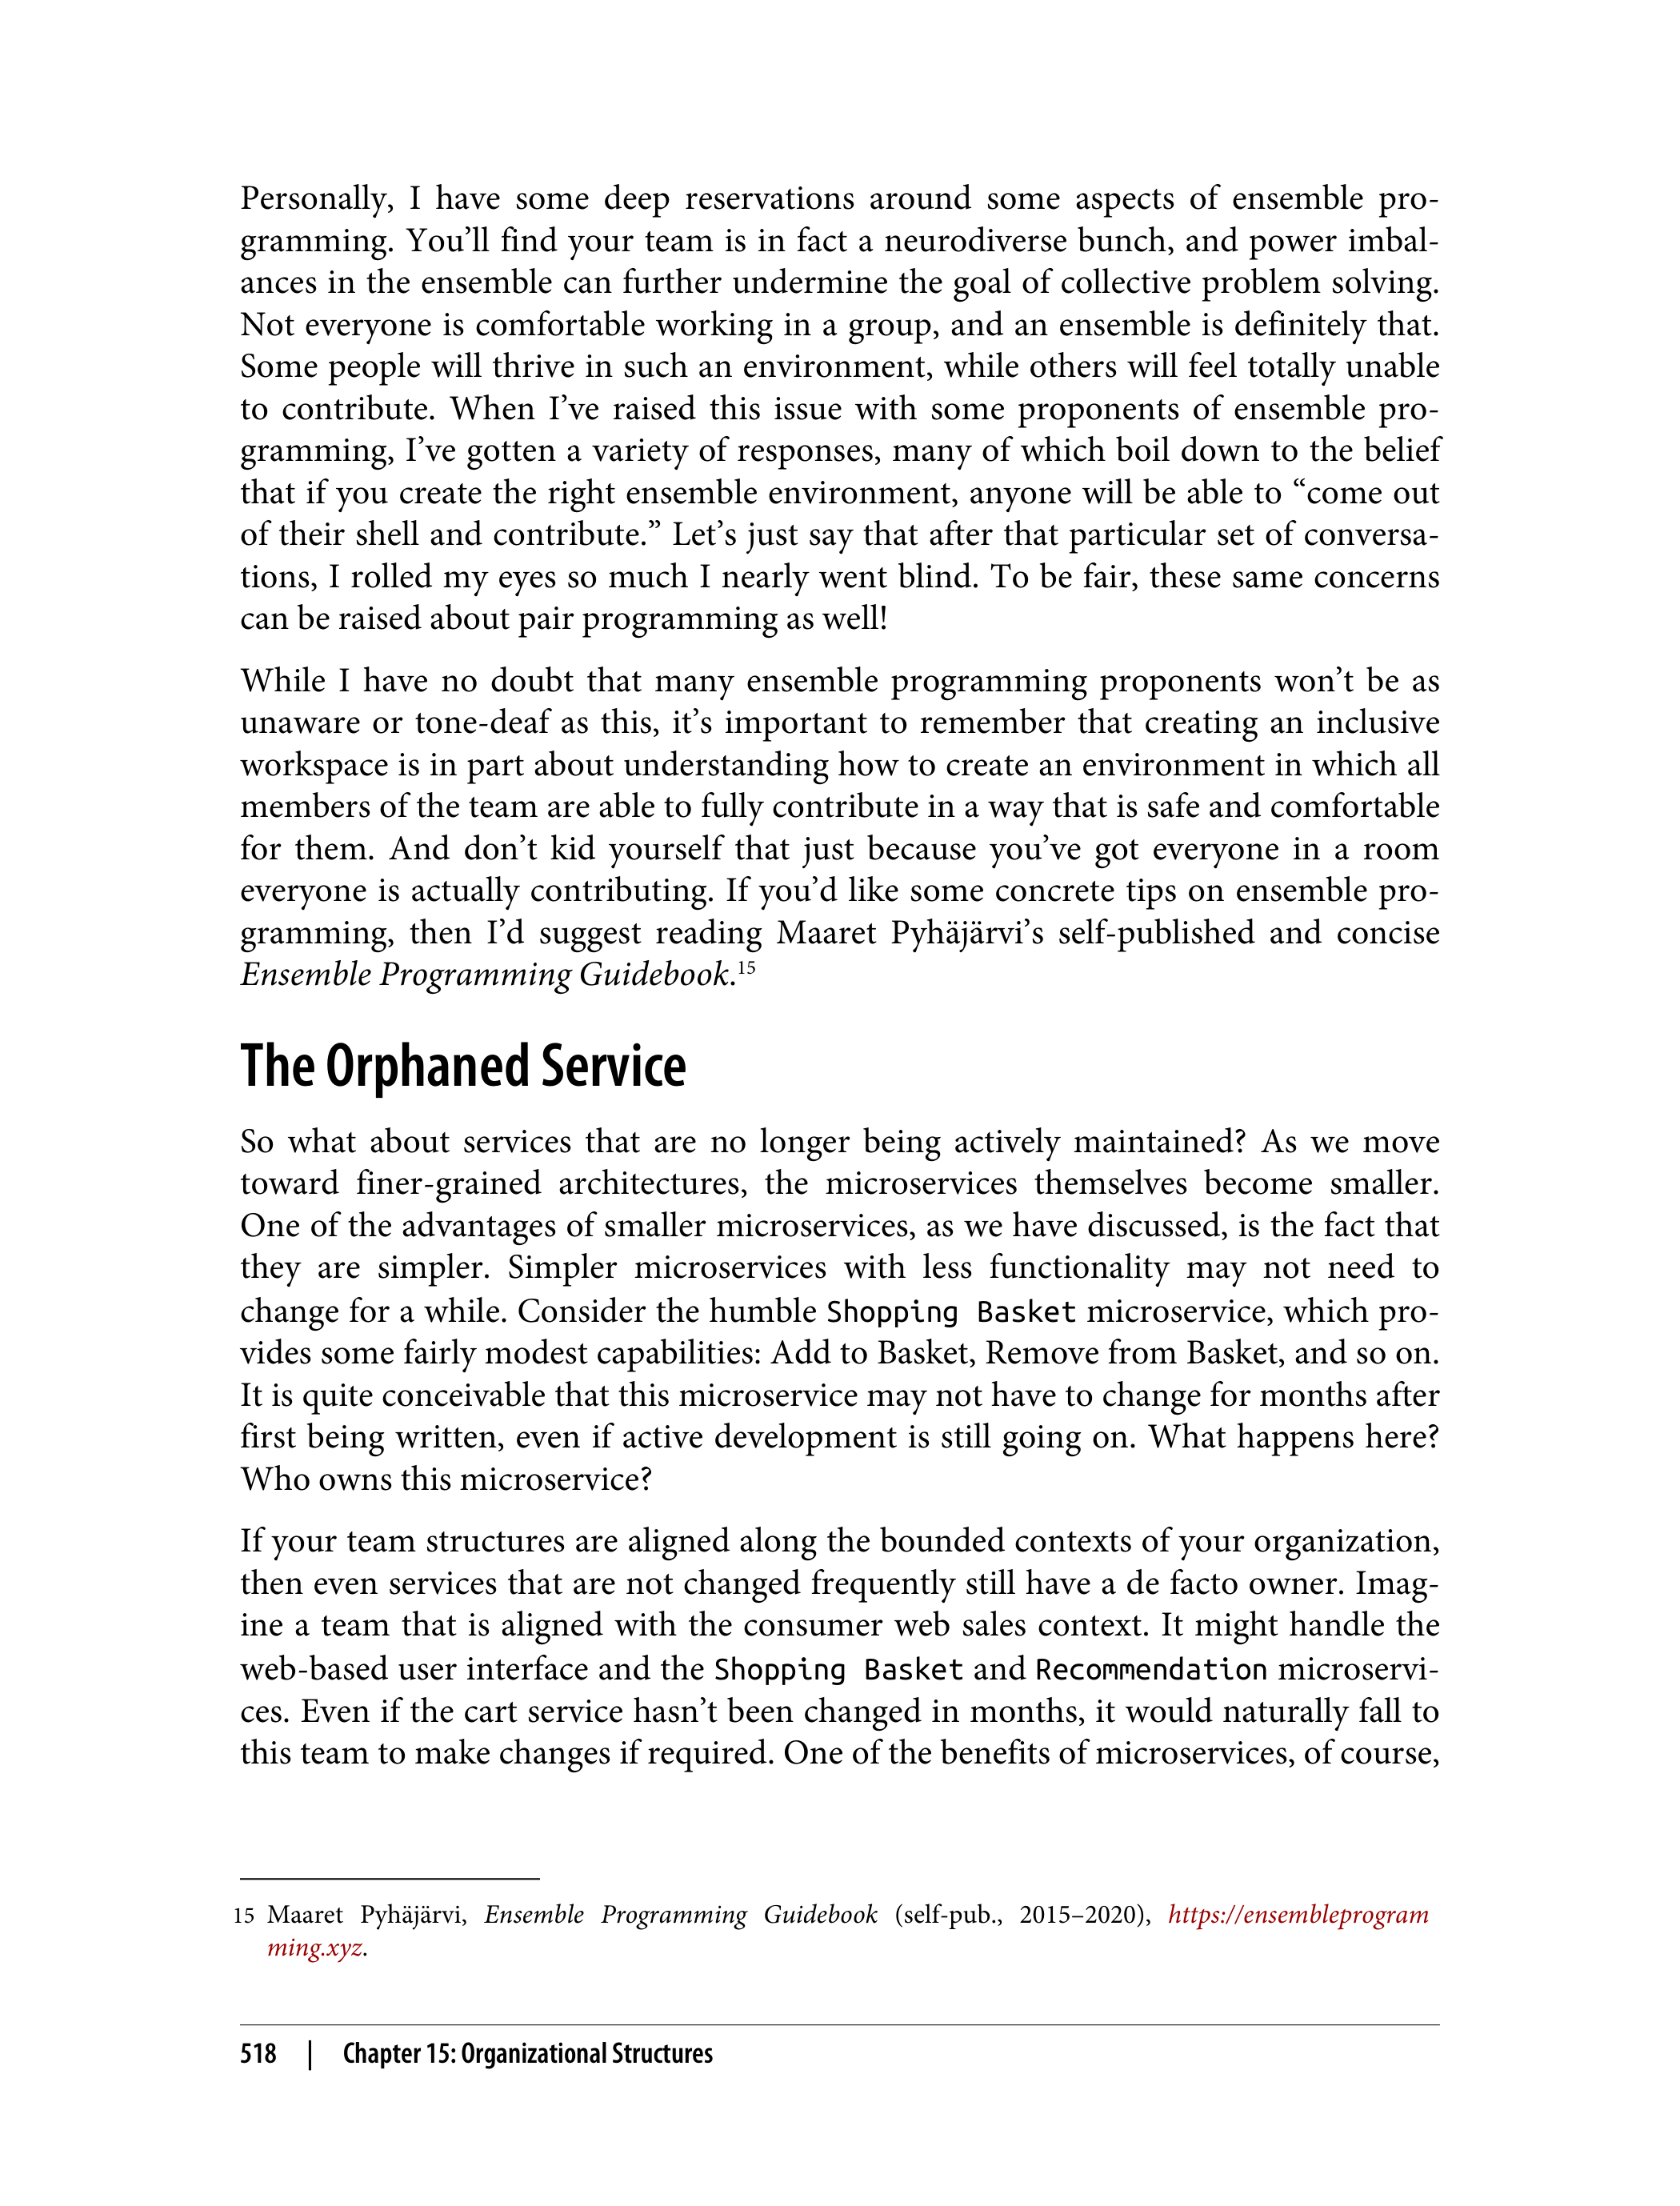 Personally, I have some deep reservations around some aspects of ensemble pro-
gramming. You’ll find your team is in fact a neurodiverse bunch, and power imbal-
ances in the ensemble can further undermine the goal of collective problem solving.
Not everyone is comfortable working in a group, and an ensemble is definitely that.
Some people will thrive in such an environment, while others will feel totally unable
to contribute. When I’ve raised this issue with some proponents of ensemble pro-
gramming, I’ve gotten a variety of responses, many of which boil down to the belief
that if you create the right ensemble environment, anyone will be able to “come out
of their shell and contribute.” Let’s just say that after that particular set of conversa-
tions, I rolled my eyes so much I nearly went blind. To be fair, these same concerns
can be raised about pair programming as well!
While I have no doubt that many ensemble programming proponents won’t be as
unaware or tone-deaf as this, it’s important to remember that creating an inclusive
workspace is in part about understanding how to create an environment in which all
members of the team are able to fully contribute in a way that is safe and comfortable
for them. And don’t kid yourself that just because you’ve got everyone in a room
everyone is actually contributing. If you’d like some concrete tips on ensemble pro-
gramming, then I’d suggest reading Maaret Pyhäjärvi’s self-published and concise
Ensemble Programming Guidebook.15
The Orphaned Service
So what about services that are no longer being actively maintained? As we move
toward finer-grained architectures, the microservices themselves become smaller.
One of the advantages of smaller microservices, as we have discussed, is the fact that
they are simpler. Simpler microservices with less functionality may not need to
change for a while. Consider the humble Shopping Basket microservice, which pro-
vides some fairly modest capabilities: Add to Basket, Remove from Basket, and so on.
It is quite conceivable that this microservice may not have to change for months after
first being written, even if active development is still going on. What happens here?
Who owns this microservice?
If your team structures are aligned along the bounded contexts of your organization,
then even services that are not changed frequently still have a de facto owner. Imag-
ine a team that is aligned with the consumer web sales context. It might handle the
web-based user interface and the Shopping Basket and Recommendation microservi-
ces. Even if the cart service hasn’t been changed in months, it would naturally fall to
this team to make changes if required. One of the benefits of microservices, of course,
15 Maaret Pyhäjärvi, Ensemble Programming Guidebook (self-pub., 2015–2020), https://ensembleprogram
ming.xyz.
518 | Chapter 15: Organizational Structures